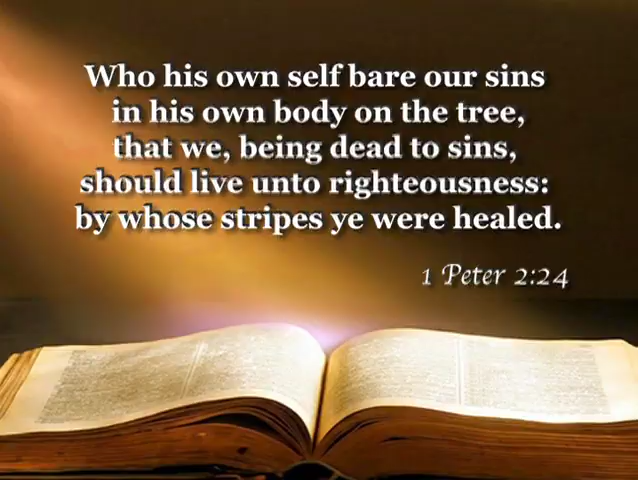 Who his own self bare our sins
in his own body on the tree,
that we, being dead to sins,
should live unto righteousness:
by whose stripes ye were healed.
1 Peter 2:24